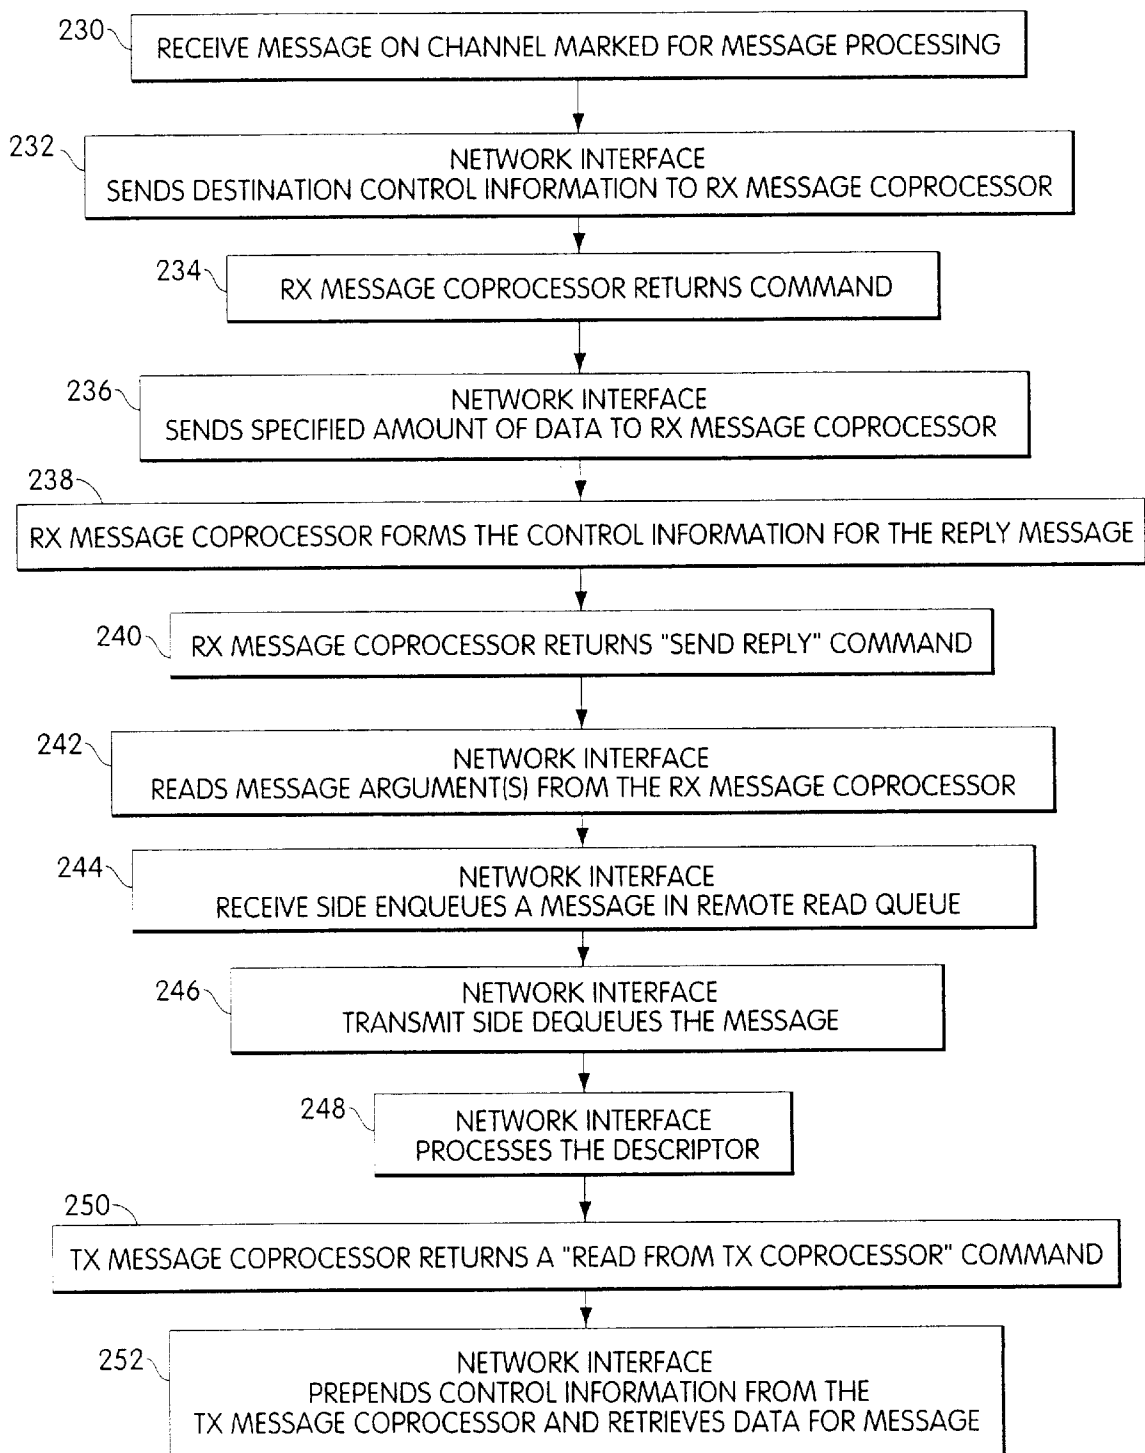 230
RECEIVE MESSAGE ON CHANNEL MARKED FOR MESSAGE PROCESSING
232
NETWORK INTERFACE
SENDS DESTINATION CONTROL INFORMATION TO RX MESSAGE COPROCESSOR
234
RX MESSAGE COPROCESSOR RETURNS COMMAND
236
NETWORK INTERFACE
SENDS SPECIFIED AMOUNT OF DATA TO RX MESSAGE COPROCESSOR
238
RX MESSAGE COPROCESSOR FORMS THE CONTROL INFORMATION FOR THE REPLY MESSAGE
240
RX MESSAGE COPROCESSOR RETURNS "SEND REPLY" COMMAND
242
NETWORK INTERFACE
READS MESSAGE ARGUMENT(S) FROM THE RX MESSAGE COPROCESSOR
244
NETWORK INTERFACE
RECEIVE SIDE ENQUEUES A MESSAGE IN REMOTE READ QUEUE
246
NETWORK INTERFACE
TRANSMIT SIDE DEQUEUES THE MESSAGE
248
NETWORK INTERFACE
PROCESSES THE DESCRIPTOR
250
TX MESSAGE COPROCESSOR RETURNS A "READ FROM TX COPROCESSOR" COMMAND
252
NETWORK INTERFACE
PREPENDS CONTROL INFORMATION FROM THE
TX MESSAGE COPROCESSOR AND RETRIEVES DATA FOR MESSAGE